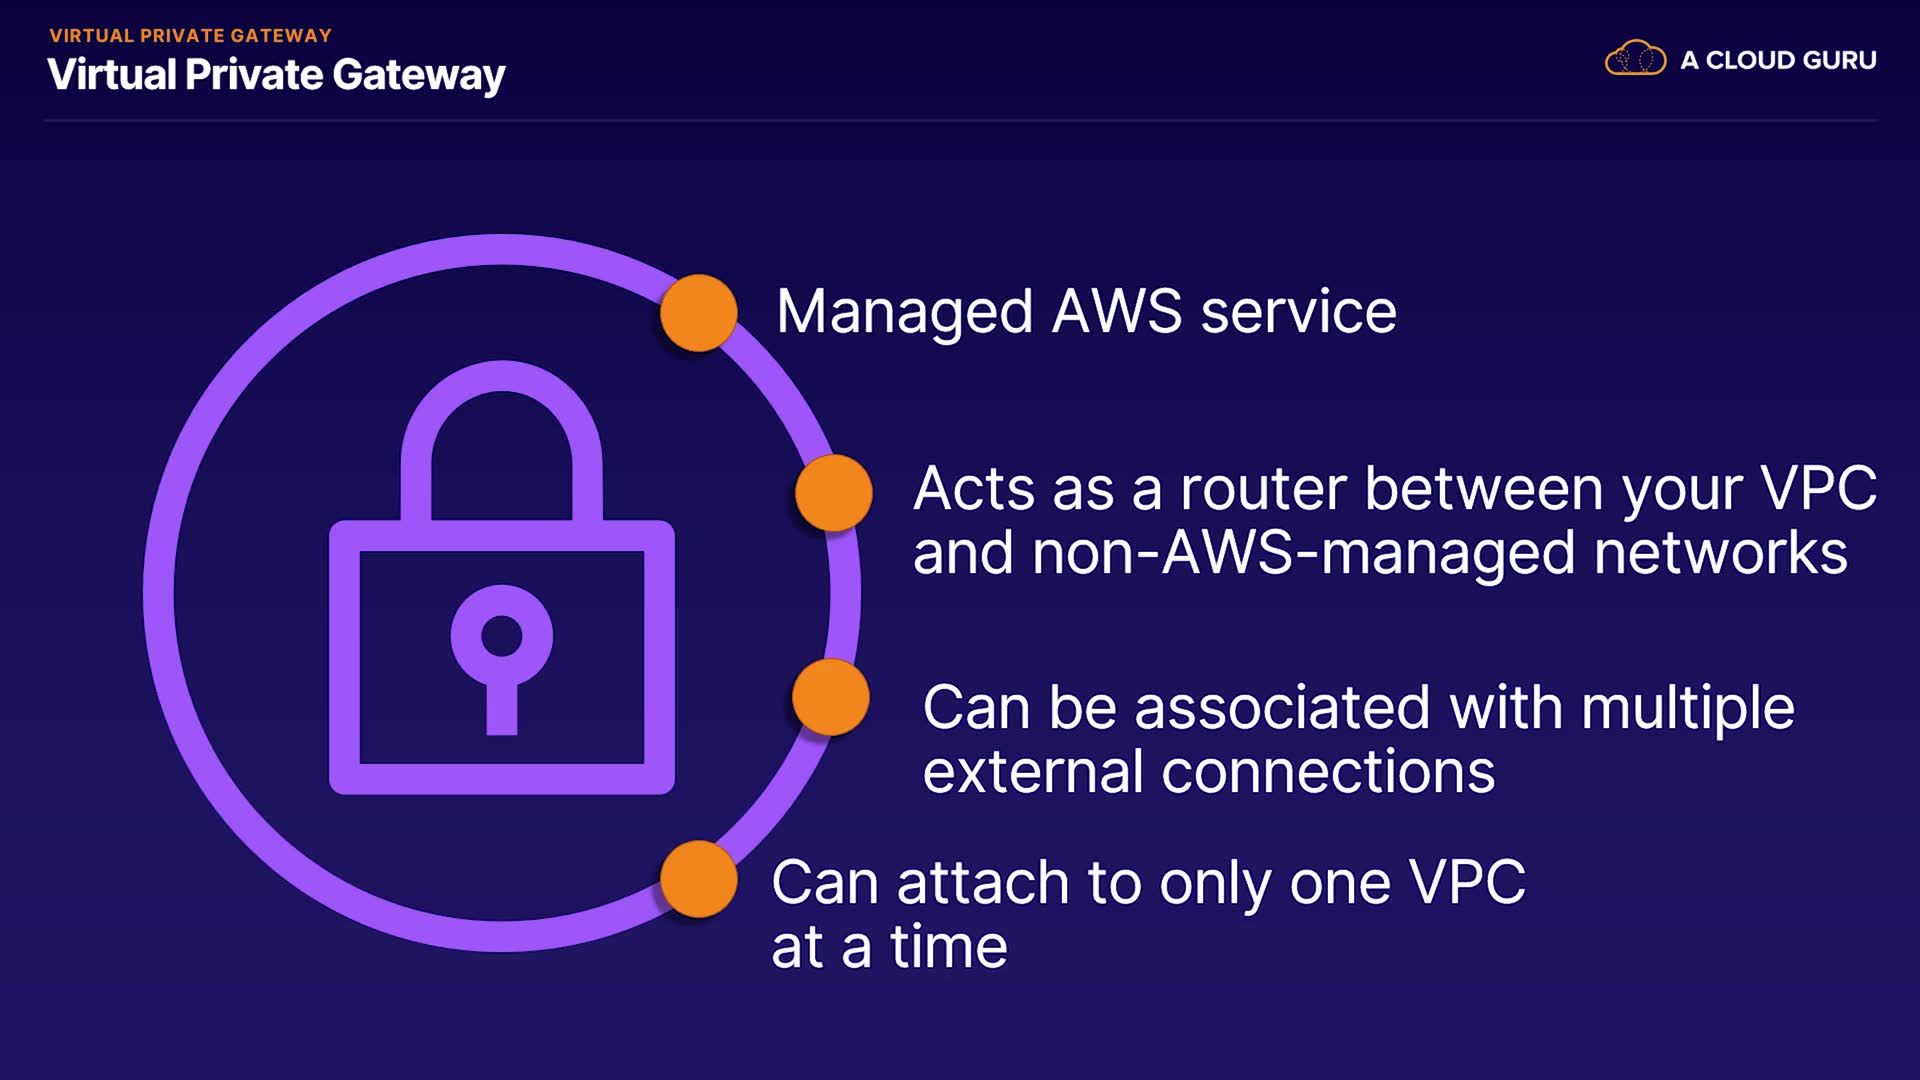 VIRTUAL PRIVATE GATEWAY
Virtual Private Gateway
A CLOUD GURU
Managed AWS service
Acts as a router between your VPC
and non-AWS-managed networks
Can be associated with multiple
external connections
Can attach to only one VPC
at a time